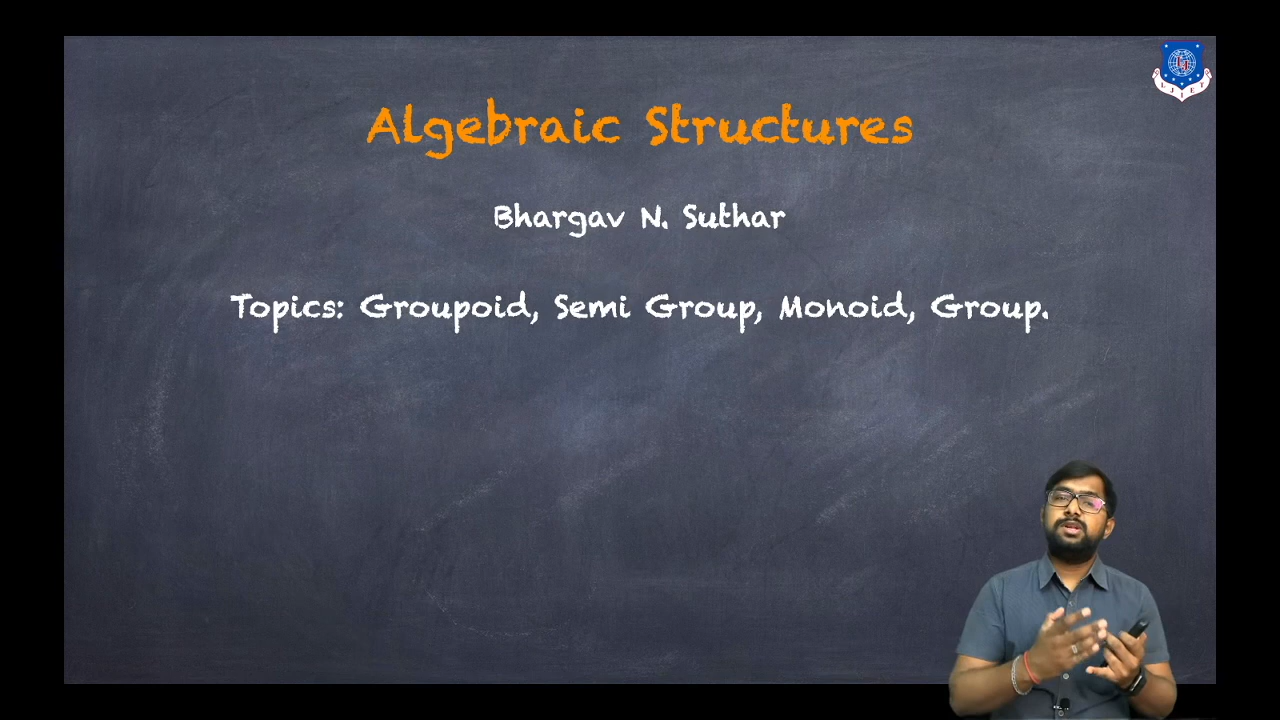 Algebraic Structures
Bhargav N. Suthar
Topics: Groupoid, Semi Group, Monoid, Group.